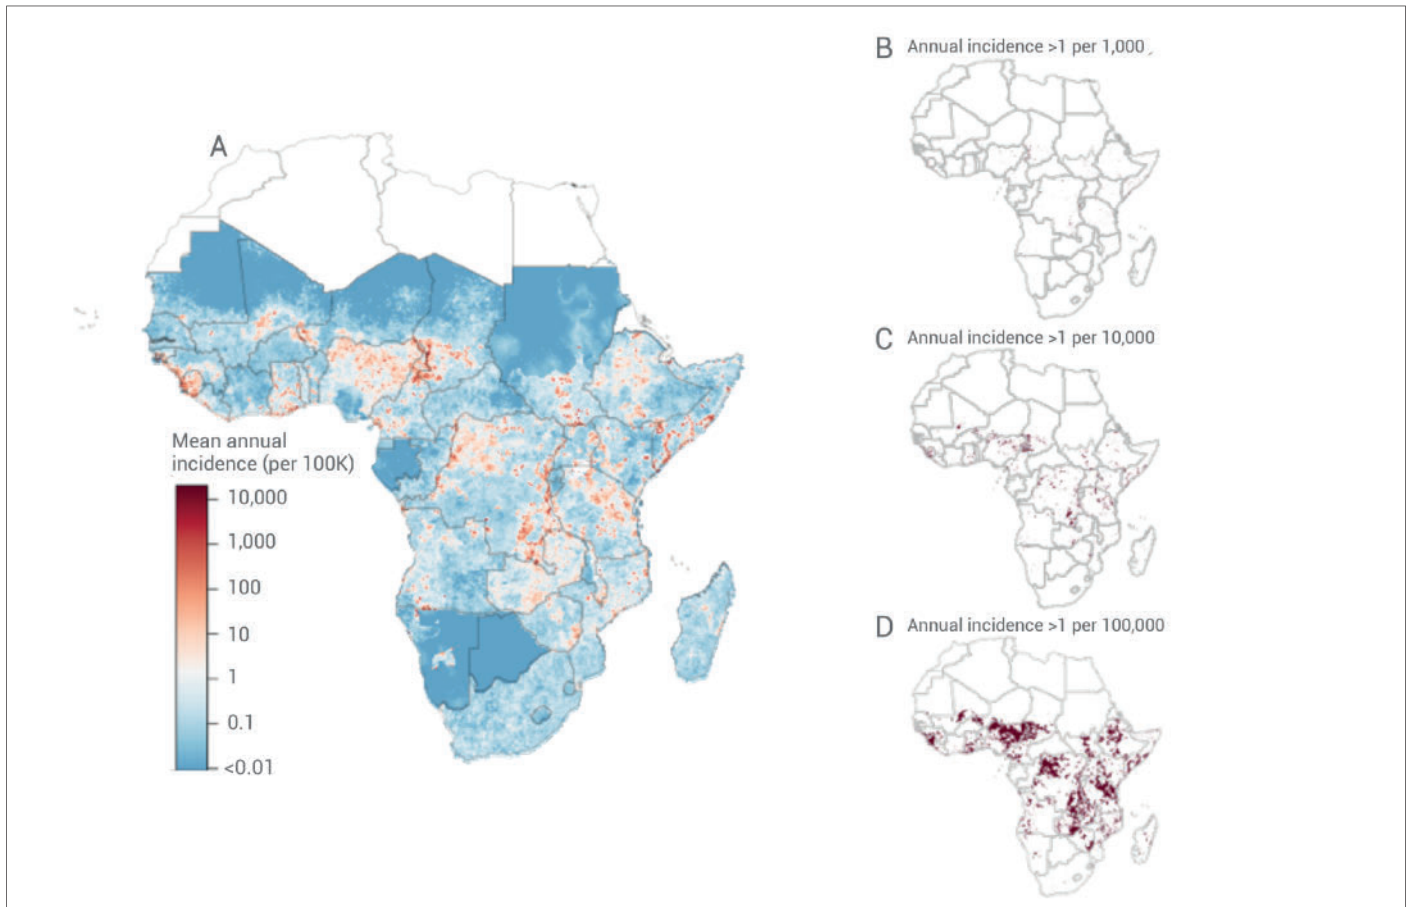 A
Mean annual
incidence (per 100K)
10,000
1,000
100
10
1
0.1
<0.01
B Annual incidence >1 per 1,000
C Annual incidence >1 per 10,000
D Annual incidence >1 per 100,000